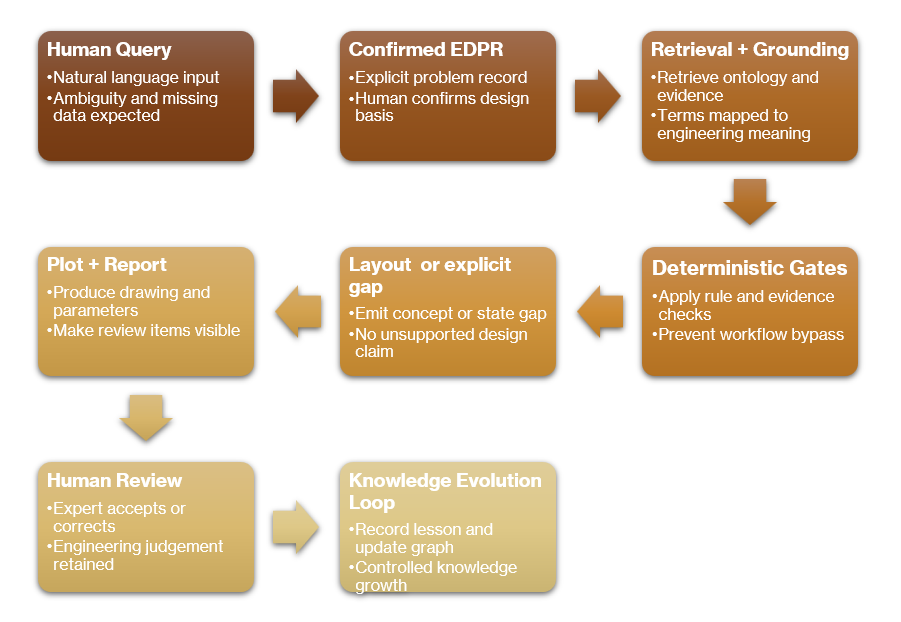 Human Query
•Natural language input
•Ambiguity and missing
data expected
Confirmed EDPR
•Explicit problem record
•Human confirms design
basis
Retrieval + Grounding
•Retrieve ontology and
evidence
•Terms mapped to
engineering meaning
Deterministic Gates
•Apply rule and evidence
checks
•Prevent workflow bypass
Layout or explicit
gap
•Emit concept or state gap
•No unsupported design
claim
Plot + Report
•Produce drawing and
parameters
•Make review items visible
Human Review
•Expert accepts or
corrects
•Engineering judgement
retained
Knowledge Evolution
Loop
•Record lesson and
update graph
•Controlled knowledge
growth